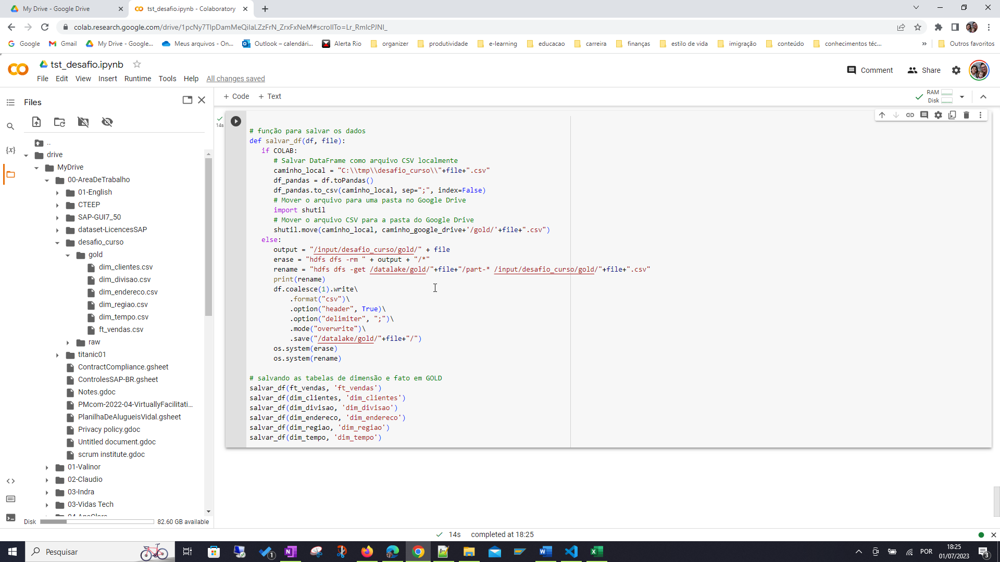 My Drive - Google Drive
tst_desafio.ipynb - Colaboratory
colab.research.google.com/drive/1pcNy7TlpDamMeQiIaLZzFrN_ZrxFxNeM#scrollTo=Lr_RmIcPJNI_
Google
Gmail
My Drive - Google...
Meus arquivos - On...
Outlook – calendári...
Alerta Rio
organizer
produtividade
e-learning
educacao
carreira
finanças
estilo de vida
imigração
conteúdo
conhecimentos téc...
»
Outros favoritos
tst_desafio.ipynb
Comment
Share
File Edit View Insert Runtime Tools Help All changes saved
Files
+ Code + Text
RAM
Disk
{x}
..
drive
MyDrive
00-AreaDeTrabalho
01-English
CTEEP
SAP-GUI7_50
dataset-LicencesSAP
desafio_curso
gold
dim_clientes.csv
dim_divisao.csv
dim_endereco.csv
dim_regiao.csv
dim_tempo.csv
ft_vendas.csv
raw
titanic01
ContractCompliance.gsheet
ControlesSAP-BR.gsheet
Notes.gdoc
PMcom-2022-04-VirtuallyFacilitati...
PlanilhaDeAlugueisVidal.gsheet
Privacy policy.gdoc
Untitled document.gdoc
scrum institute.gdoc
01-Valinor
02-Claudio
03-Indra
03-Vidas Tech
Disk 82.60 GB available
14s
# função para salvar os dados
def salvar_df(df, file):
if COLAB:
# Salvar DataFrame como arquivo CSV localmente
caminho_local = "C:\\tmp\\desafio_curso\\"+file+".csv"
df_pandas = df.toPandas()
df_pandas.to_csv(caminho_local, sep=";", index=False)
# Mover o arquivo para uma pasta no Google Drive
import shutil
# Mover o arquivo CSV para a pasta do Google Drive
shutil.move(caminho_local, caminho_google_drive+'/gold/'+file+".csv")
else:
output = "/input/desafio_curso/gold/" + file
erase = "hdfs dfs -rm " + output + "/*"
rename = "hdfs dfs -get /datalake/gold/"+file+"/part-* /input/desafio_curso/gold/"+file+".csv"
print(rename)
df.coalesce(1).write\
.format("csv")\
.option("header", True)\
.option("delimiter", ";")\
.mode("overwrite")\
.save("/datalake/gold/"+file+"/")
os.system(erase)
os.system(rename)
# salvando as tabelas de dimensão e fato em GOLD
salvar_df(ft_vendas, 'ft_vendas')
salvar_df(dim_clientes, 'dim_clientes')
salvar_df(dim_divisao, 'dim_divisao')
salvar_df(dim_endereco, 'dim_endereco')
salvar_df(dim_regiao, 'dim_regiao')
salvar_df(dim_tempo, 'dim_tempo')
14s completed at 18:25
Pesquisar
1
POR
18:25
01/07/2023
3